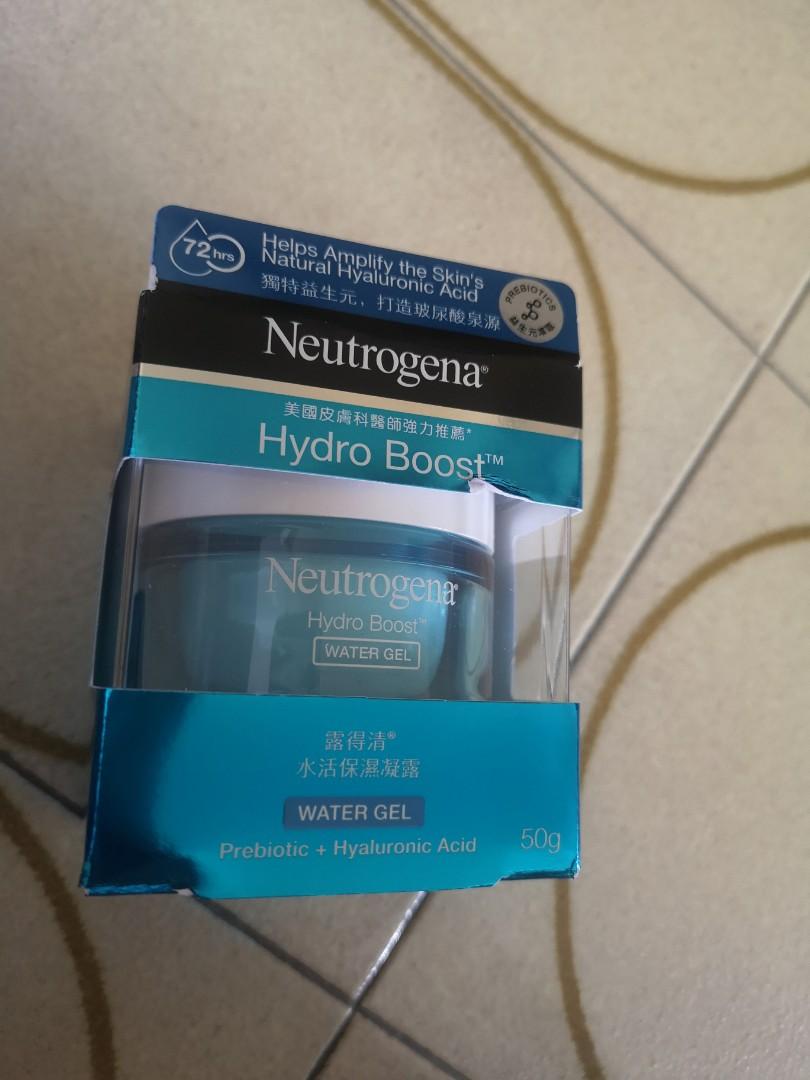 72hrs
Helps Amplify the Skin's
Natural Hyaluronic Acid
獨特益生元，打造玻尿酸泉源
PREBIOTICS
Neutrogena®
美國皮膚科醫師強力推薦*
Hydro Boost™
Neutrogena®
Hydro Boost™
WATER GEL
露得清®
水活保濕凝露
WATER GEL
Prebiotic + Hyaluronic Acid
50g